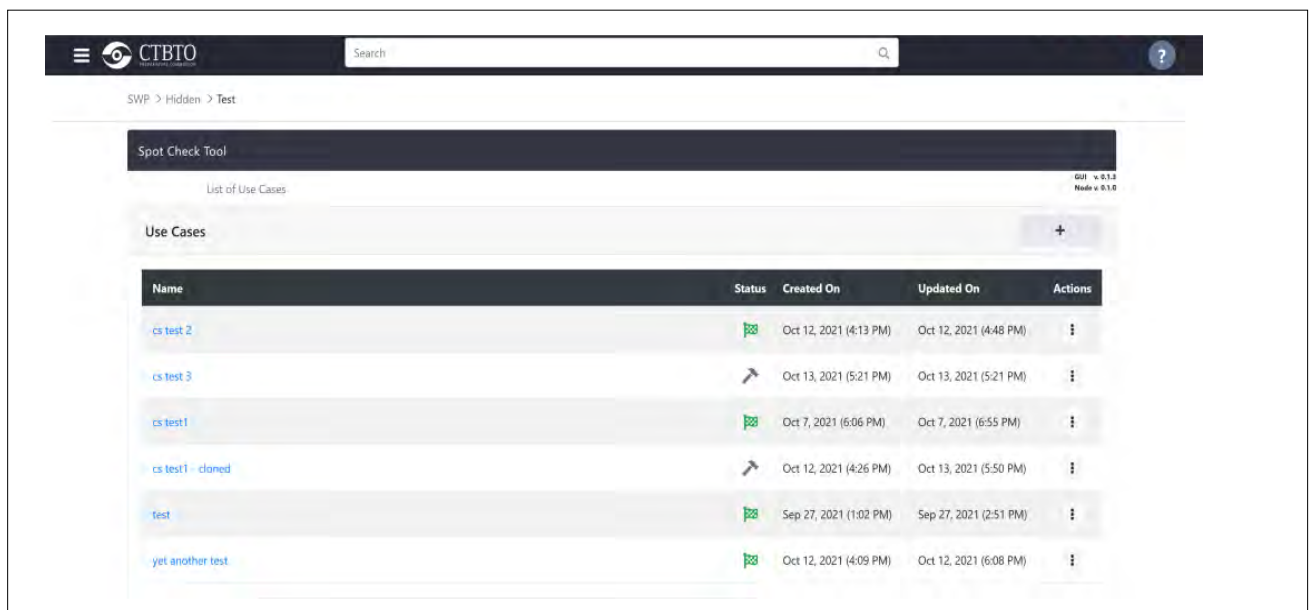 CTBTO
Search
?
SWP > Hidden > Test
Spot Check Tool
List of Use Cases
GUI v. 0.1.3
Node v. 0.1.0
Use Cases +
Name Status Created On Updated On Actions
cs test 2 Oct 12, 2021 (4:13 PM) Oct 12, 2021 (4:48 PM)
cs test 3 Oct 13, 2021 (5:21 PM) Oct 13, 2021 (5:21 PM)
cs test1 Oct 7, 2021 (6:06 PM) Oct 7, 2021 (6:55 PM)
cs test1 - cloned Oct 12, 2021 (4:26 PM) Oct 13, 2021 (5:50 PM)
test Sep 27, 2021 (1:02 PM) Sep 27, 2021 (2:51 PM)
yet another test Oct 12, 2021 (4:09 PM) Oct 12, 2021 (6:08 PM)